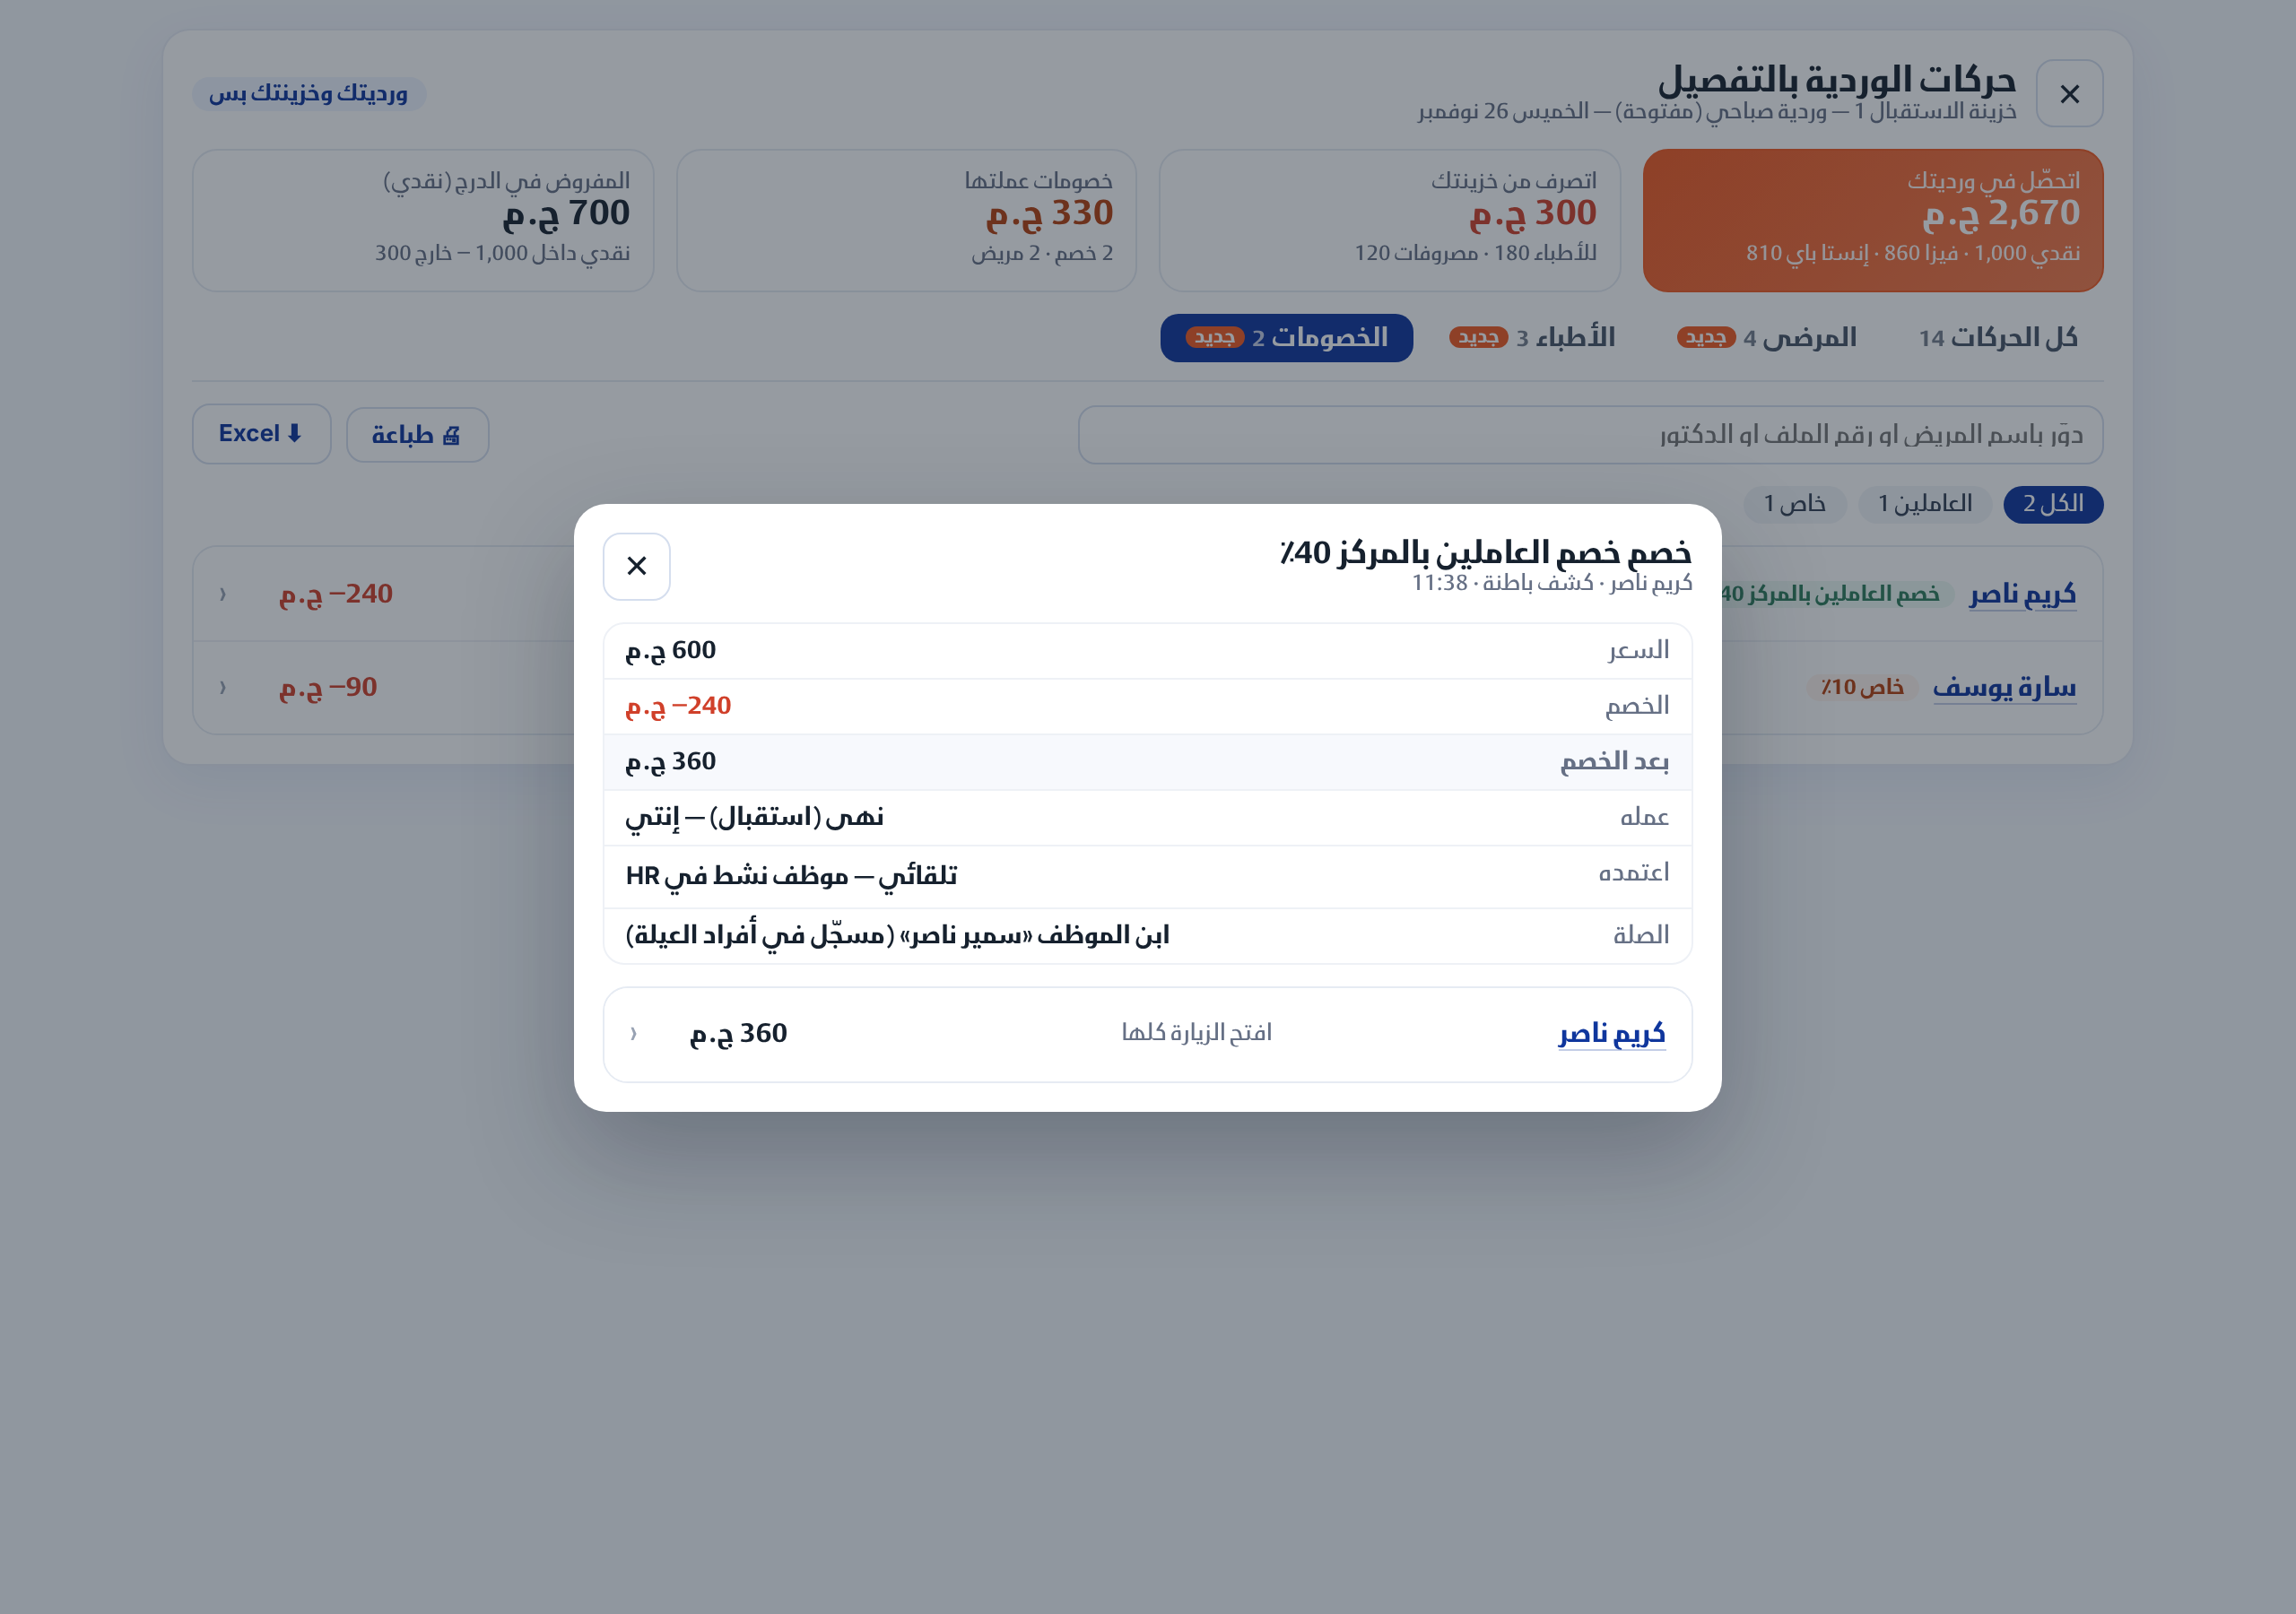 حركات الوردية بالتفصيل
خزينة الاستقبال 1 — وردية صباحي (مفتوحة) — الخميس 26 نوفمبر
ورديتك وخزينتك بس
اتحصّل في ورديتك
2,670 ج.م
نقدي 1,000 · فيزا 860 · إنستا باي 810
اتصرف من خزينتك
300 ج.م
للأطباء 180 · مصروفات 120
خصومات عملتها
330 ج.م
2 خصم · 2 مريض
المفروض في الدرج (نقدي)
700 ج.م
نقدي داخل 1,000 − خارج 300
كل الحركات 14
المرضى 4 جديد
الأطباء 3 جديد
الخصومات 2 جديد
دوّر باسم المريض او رقم الملف او الدكتور
طباعة
Excel
الكل 2
العاملين 1
خاص 1
كريم ناصر خصم العاملين بالمركز 40
−240 ج.م
سارة يوسف خاص 10٪
−90 ج.م
خصم خصم العاملين بالمركز 40٪
كريم ناصر · كشف باطنة · 11:38
السعر 600 ج.م
الخصم −240 ج.م
بعد الخصم 360 ج.م
عمله نهى (استقبال) — إنتي
اعتمده تلقائي — موظف نشط في HR
الصلة ابن الموظف «سمير ناصر» (مسجّل في أفراد العيلة)
كريم ناصر افتح الزيارة كلها 360 ج.م